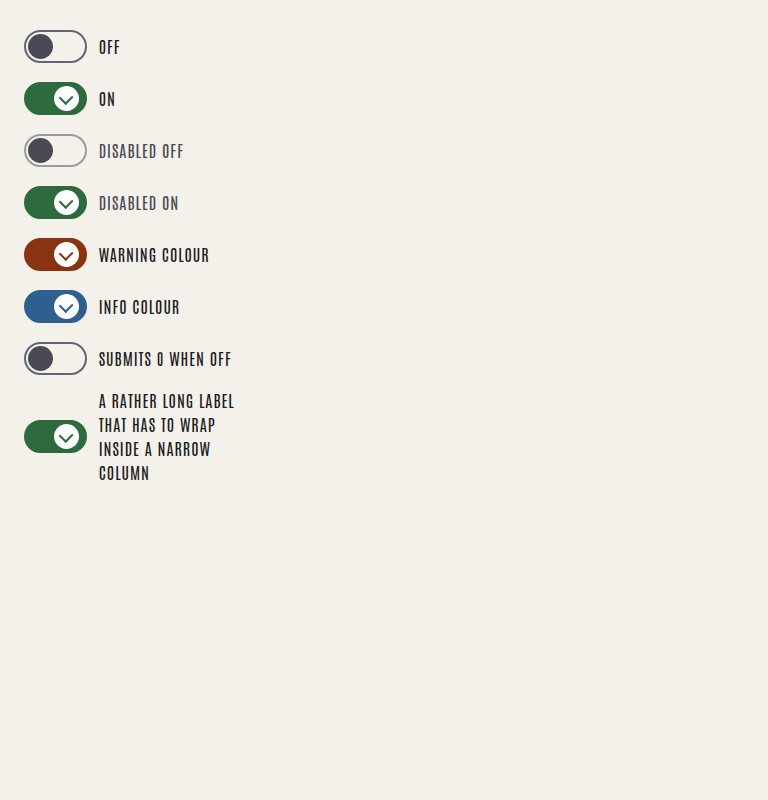 OFF
ON
DISABLED OFF
DISABLED ON
WARNING COLOUR
INFO COLOUR
SUBMITS 0 WHEN OFF
A RATHER LONG LABEL
THAT HAS TO WRAP
INSIDE A NARROW
COLUMN